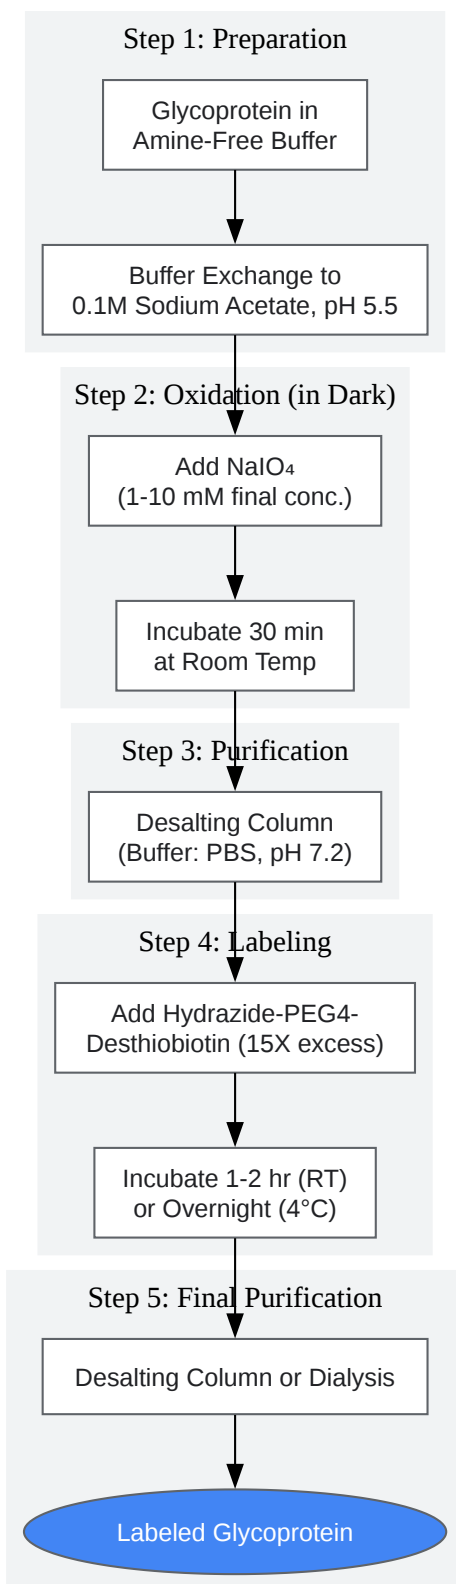 Step 1: Preparation
Glycoprotein in
Amine-Free Buffer
Buffer Exchange to
0.1M Sodium Acetate, pH 5.5
Step 2: Oxidation (in Dark)
Add NaIO₄
(1-10 mM final conc.)
Incubate 30 min
at Room Temp
Step 3: Purification
Desalting Column
(Buffer: PBS, pH 7.2)
Step 4: Labeling
Add Hydrazide-PEG4-
Desthiobiotin (15X excess)
Incubate 1-2 hr (RT)
or Overnight (4°C)
Step 5: Final Purification
Desalting Column or Dialysis
Labeled Glycoprotein